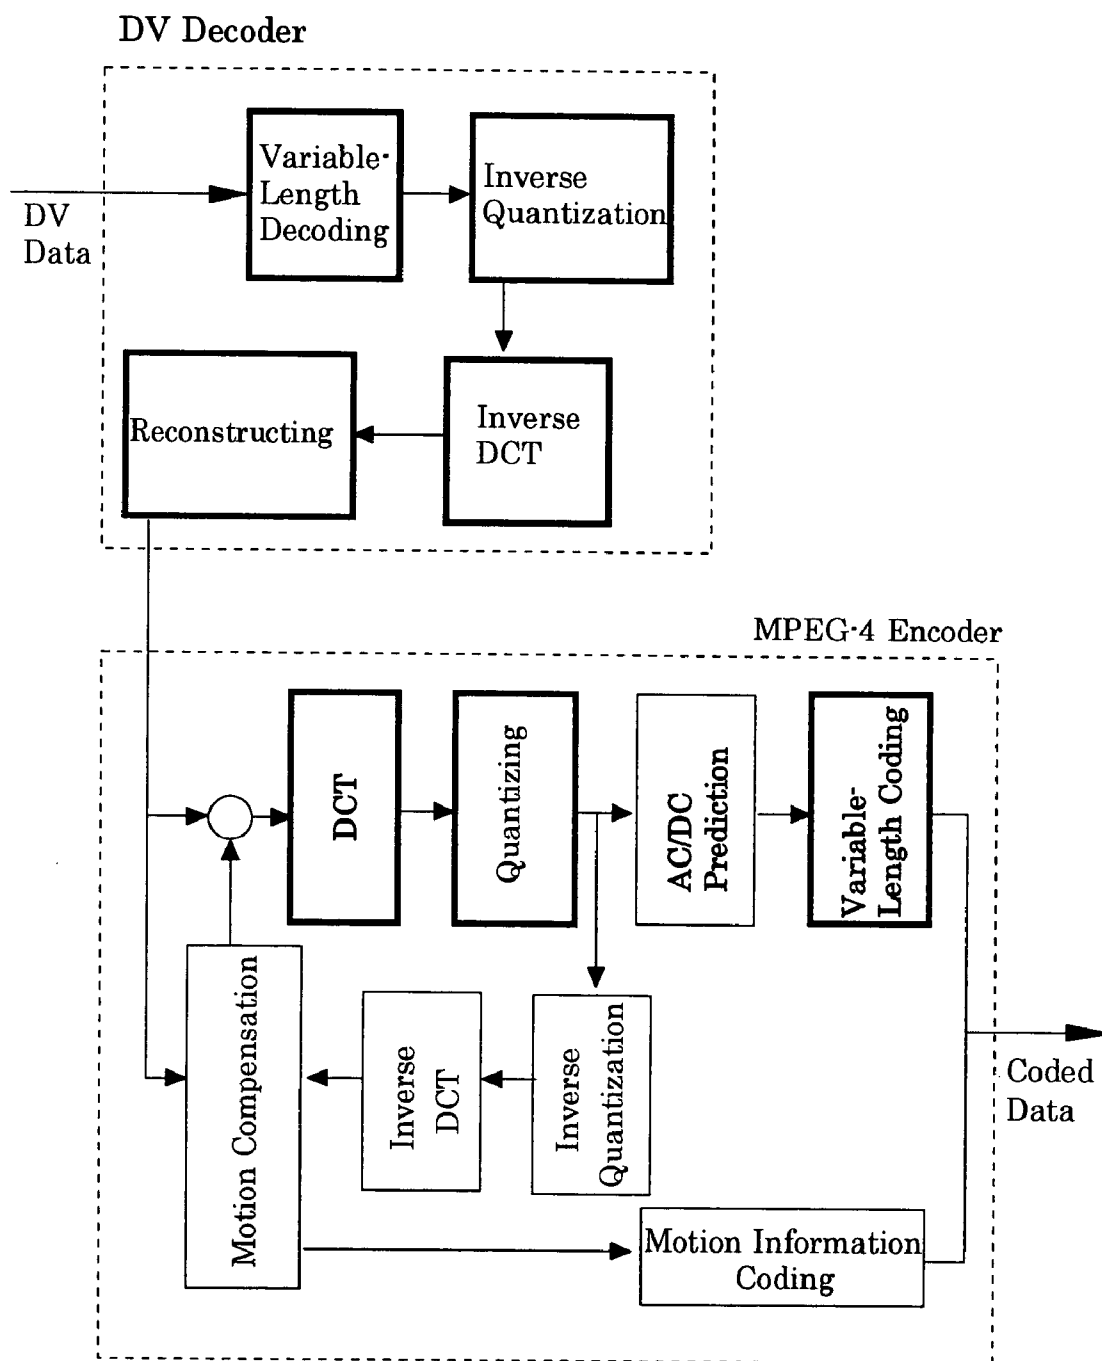 DV Decoder
Variable-
Length
Decoding
Inverse
Quantization
DV
Data
Reconstructing
Inverse
DCT
MPEG-4 Encoder
DCT
Quantizing
AC/DC
Prediction
Variable-
Length Coding
Motion Compensation
Inverse
DCT
Inverse
Quantization
Coded
Data
Motion Information
Coding